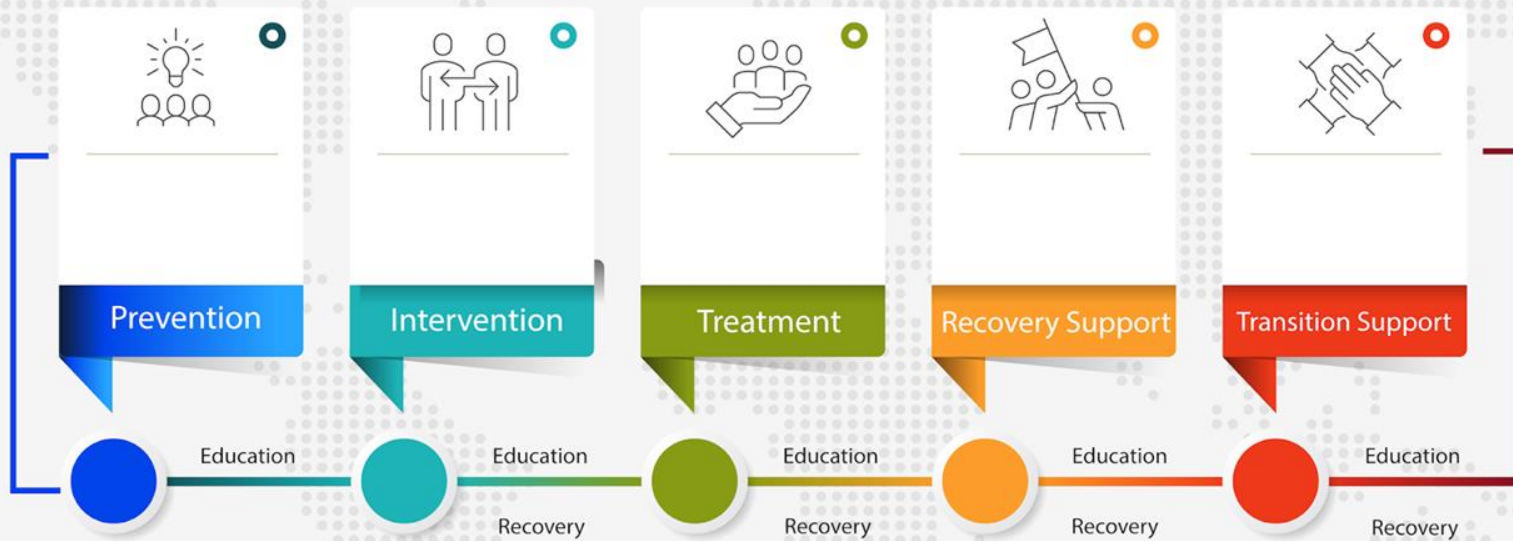 Prevention
Intervention
Treatment
Recovery Support
Transition Support
Education
Education
Education
Education
Education
Recovery
Recovery
Recovery
Recovery